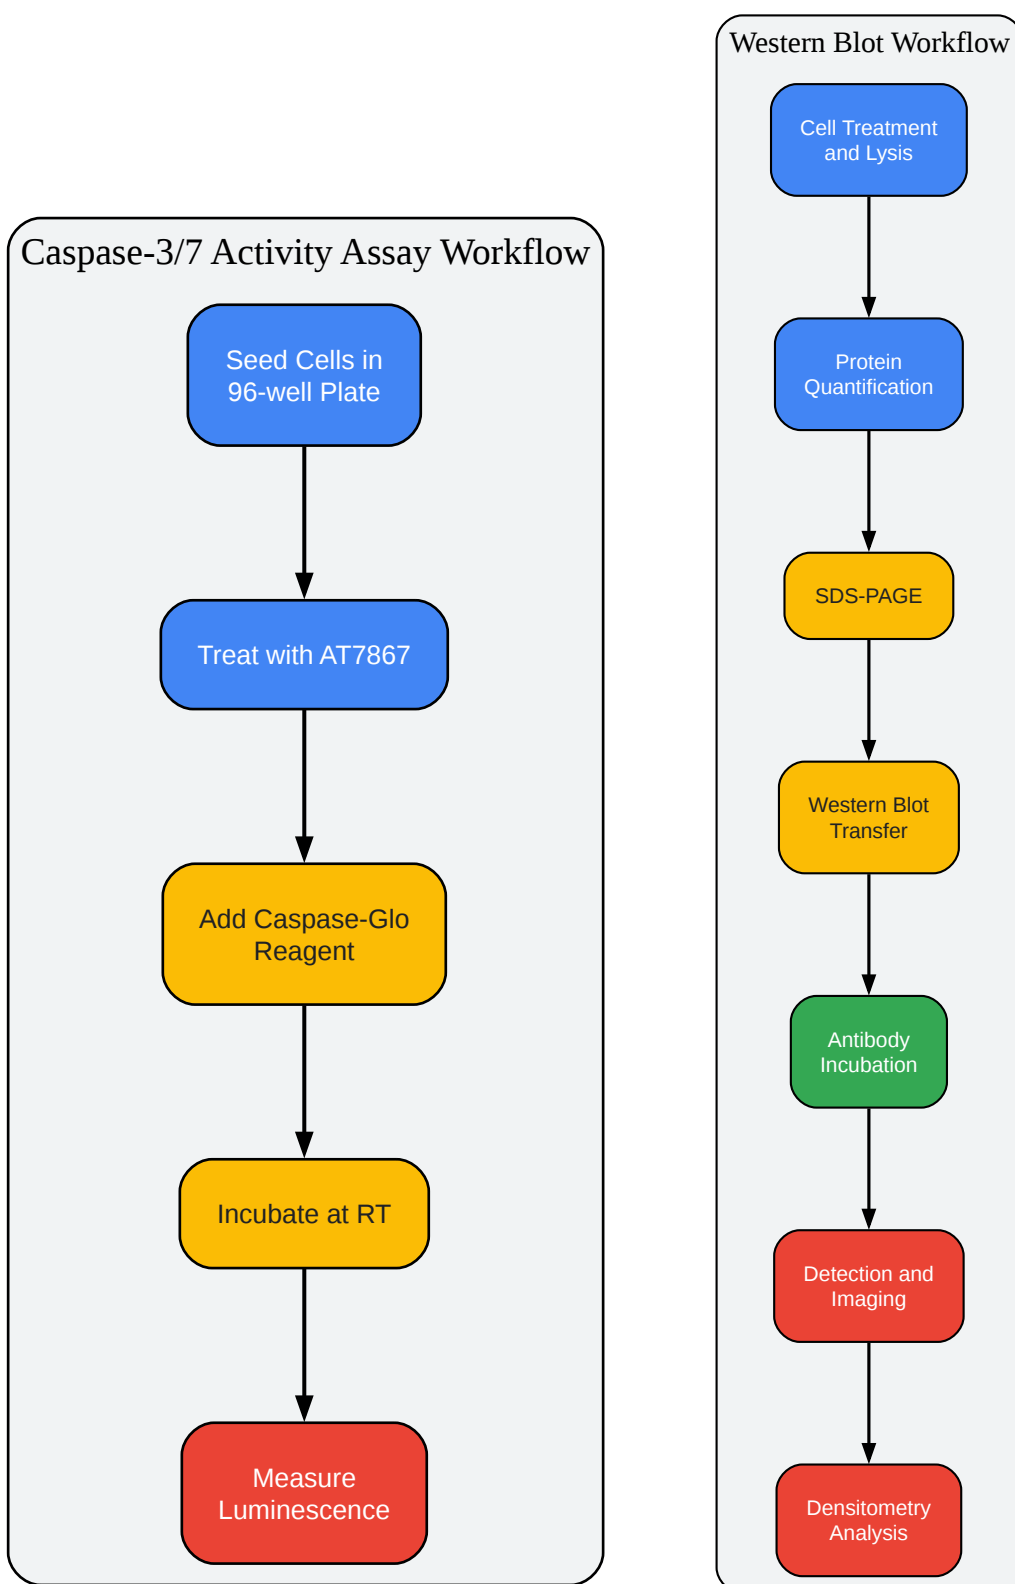 Caspase-3/7 Activity Assay Workflow
Seed Cells in
96-well Plate
Treat with AT7867
Add Caspase-Glo
Reagent
Incubate at RT
Measure
Luminescence
Western Blot Workflow
Cell Treatment
and Lysis
Protein
Quantification
SDS-PAGE
Western Blot
Transfer
Antibody
Incubation
Detection and
Imaging
Densitometry
Analysis